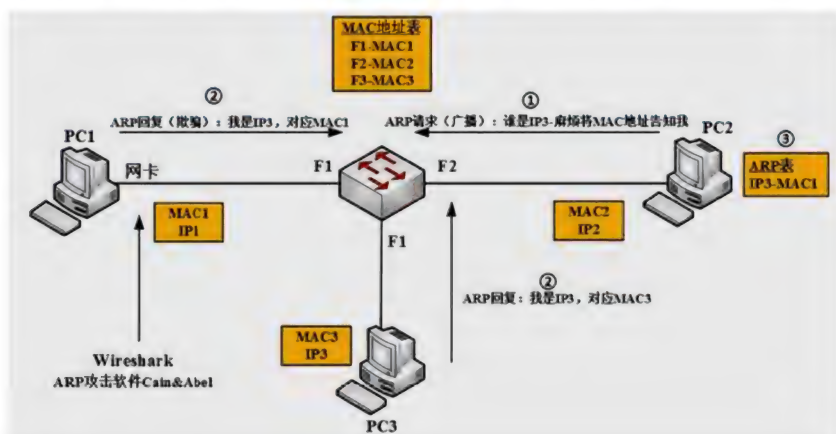 MAC地址表
F1-MAC1
F2-MAC2
F3-MAC3
②
ARP回复（欺骗）：我是IP3，对应MAC1
①
ARP请求（广播）：谁是IP3-麻烦将MAC地址告知我
PC1
PC2
③
ARP表
IP3-MAC1
网卡
F1
F2
MAC1
IP1
MAC2
IP2
F1
②
ARP回复：我是IP3，对应MAC3
MAC3
IP3
Wireshark
ARP攻击软件Cain&Abel
PC3